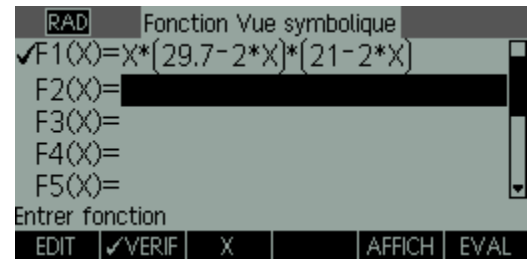 RAD Fonction Vue symbolique
✓F1(X)=X*(29.7-2*X)*(21-2*X)
F2(X)=
F3(X)=
F4(X)=
F5(X)=
Entrer fonction
EDIT ✓VERIF X AFFICH EVAL